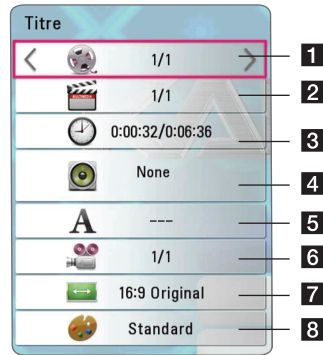 Titre
1/1 1
1/1 2
0:00:32/0:06:36 3
None 4
A --- 5
1/1 6
16:9 Original 7
Standard 8